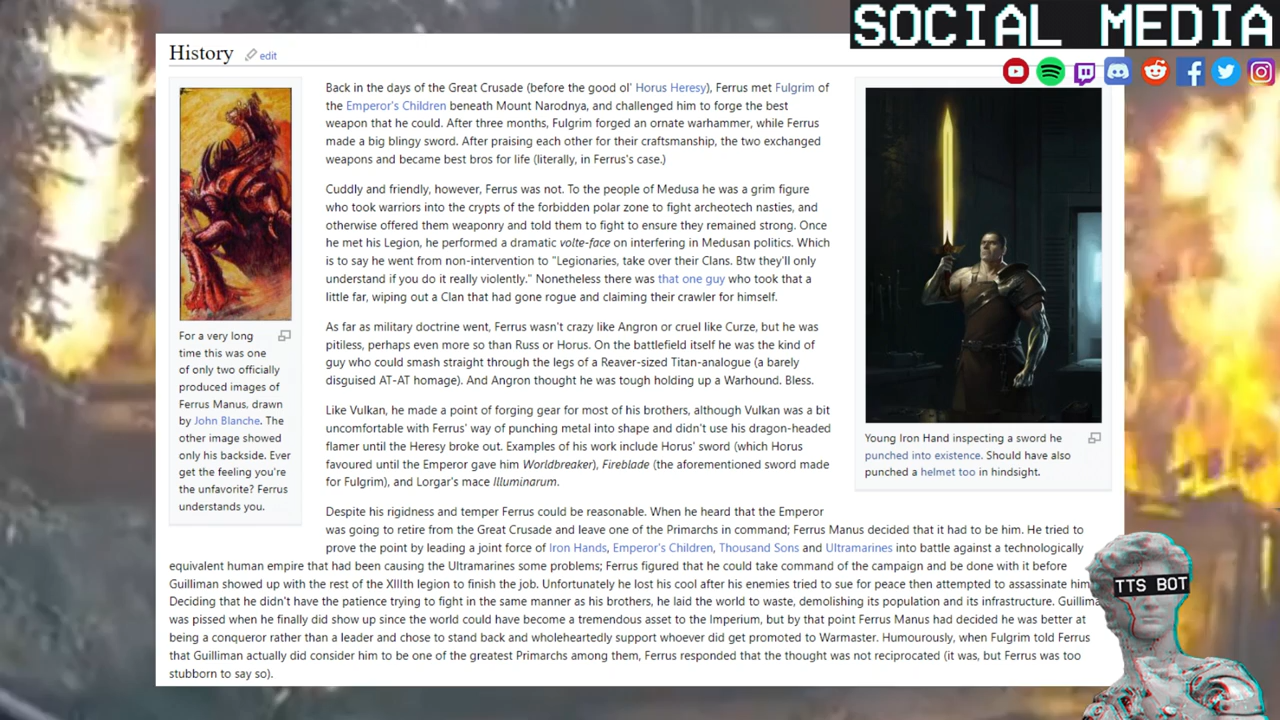 SOCIAL MEDIA
History edit
For a very long
time this was one
of only two officially
produced images of
Ferrus Manus, drawn
by John Blanche. The
other image showed
only his backside. Ever
get the feeling you're
the unfavorite? Ferrus
understands you.
Back in the days of the Great Crusade (before the good ol' Horus Heresy), Ferrus met Fulgrim of
the Emperor's Children beneath Mount Narodnya, and challenged him to forge the best
weapon that he could. After three months, Fulgrim forged an ornate warhammer, while Ferrus
made a big blingy sword. After praising each other for their craftsmanship, the two exchanged
weapons and became best bros for life (literally, in Ferrus's case.)
Cuddly and friendly, however, Ferrus was not. To the people of Medusa he was a grim figure
who took warriors into the crypts of the forbidden polar zone to fight archeotech nasties, and
otherwise offered them weaponry and told them to fight to ensure they remained strong. Once
he met his Legion, he performed a dramatic volte-face on interfering in Medusan politics. Which
is to say he went from non-intervention to "Legionaries, take over their Clans. Btw they'll only
understand if you do it really violently." Nonetheless there was that one guy who took that a
little far, wiping out a Clan that had gone rogue and claiming their crawler for himself.
As far as military doctrine went, Ferrus wasn't crazy like Angron or cruel like Curze, but he was
pitiless, perhaps even more so than Russ or Horus. On the battlefield itself he was the kind of
guy who could smash straight through the legs of a Reaver-sized Titan-analogue (a barely
disguised AT-AT homage). And Angron thought he was tough holding up a Warhound. Bless.
Like Vulkan, he made a point of forging gear for most of his brothers, although Vulkan was a bit
uncomfortable with Ferrus' way of punching metal into shape and didn't use his dragon-headed
flamer until the Heresy broke out. Examples of his work include Horus' sword (which Horus
favoured until the Emperor gave him Worldbreaker), Fireblade (the aforementioned sword made
for Fulgrim), and Lorgar's mace Illuminarum.
Young Iron Hand inspecting a sword he
punched into existence. Should have also
punched a helmet too in hindsight.
Despite his rigidness and temper Ferrus could be reasonable. When he heard that the Emperor
was going to retire from the Great Crusade and leave one of the Primarchs in command; Ferrus Manus decided that it had to be him. He tried to
prove the point by leading a joint force of Iron Hands, Emperor's Children, Thousand Sons and Ultramarines into battle against a technologically
equivalent human empire that had been causing the Ultramarines some problems; Ferrus figured that he could take command of the campaign and be done with it before
Guilliman showed up with the rest of the XIIIth legion to finish the job. Unfortunately he lost his cool after his enemies tried to sue for peace then attempted to assassinate him.
Deciding that he didn't have the patience trying to fight in the same manner as his brothers, he laid the world to waste, demolishing its population and its infrastructure. Guillima
was pissed when he finally did show up since the world could have become a tremendous asset to the Imperium, but by that point Ferrus Manus had decided he was better at
being a conqueror rather than a leader and chose to stand back and wholeheartedly support whoever did get promoted to Warmaster. Humourously, when Fulgrim told Ferrus
that Guilliman actually did consider him to be one of the greatest Primarchs among them, Ferrus responded that the thought was not reciprocated (it was, but Ferrus was too
stubborn to say so).
TTS BOT